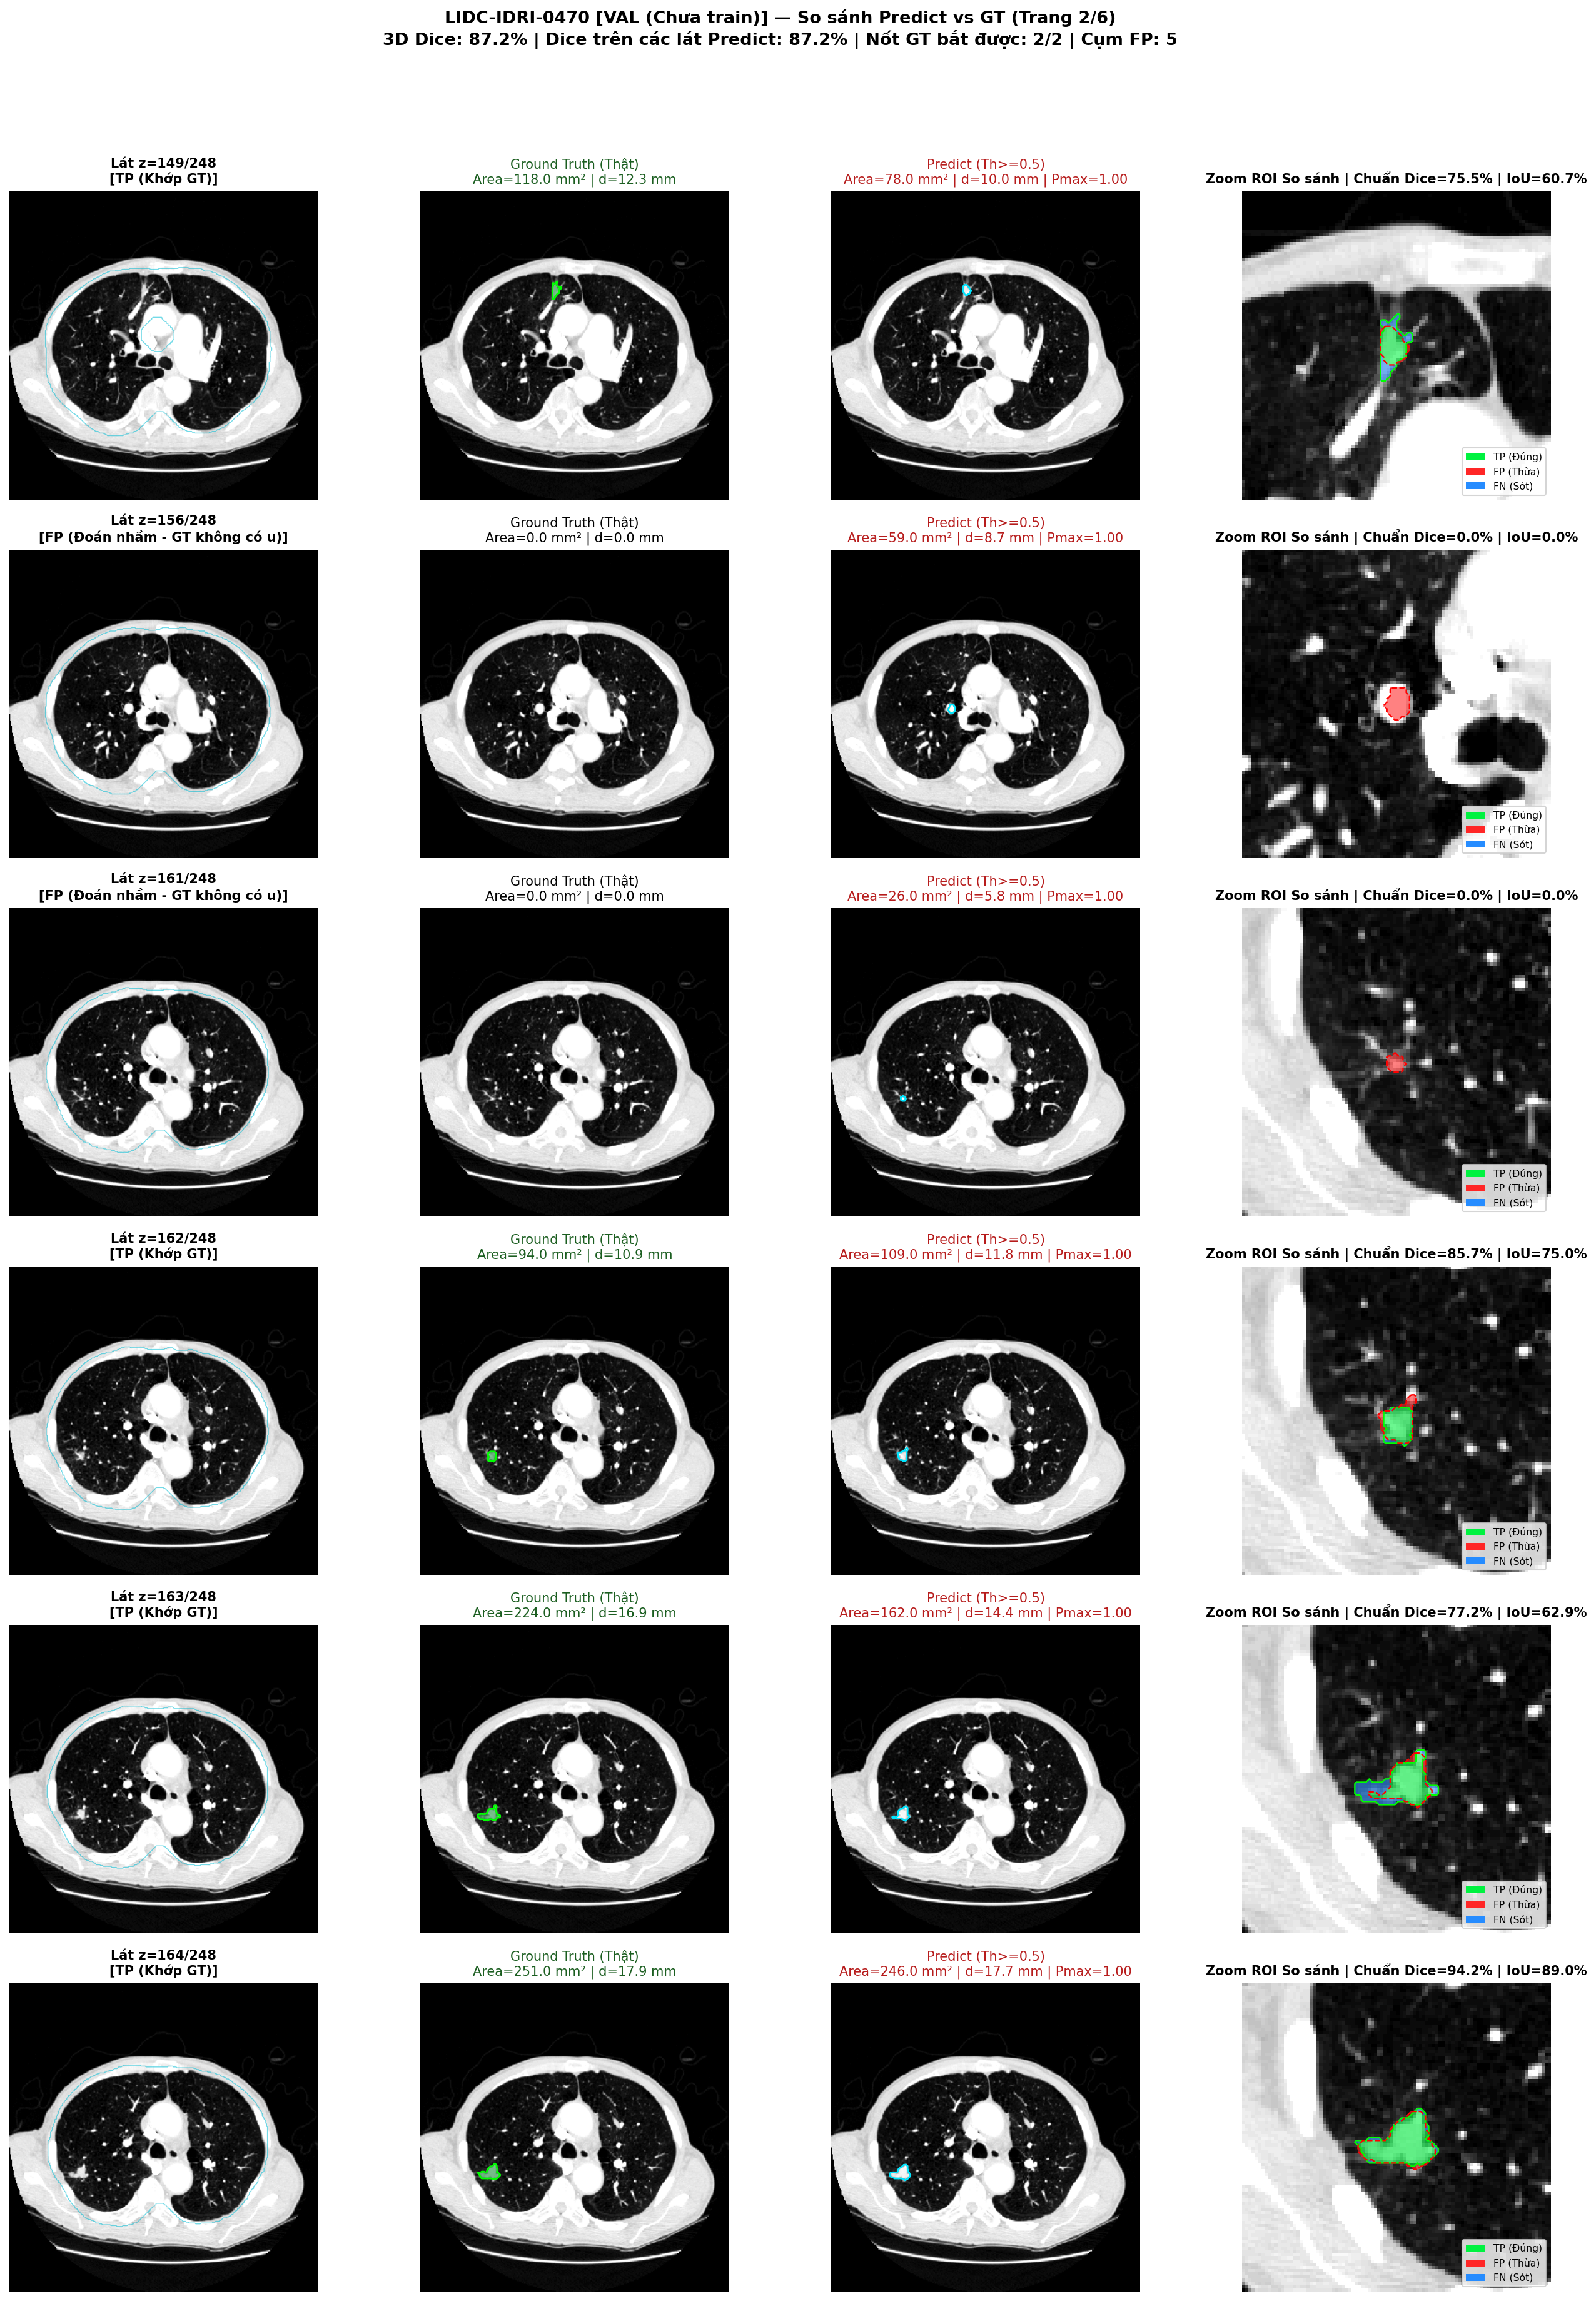 LIDC-IDRI-0470 [VAL (Chưa train)] — So sánh Predict vs GT (Trang 2/6)
3D Dice: 87.2% | Dice trên các lát Predict: 87.2% | Nốt GT bắt được: 2/2 | Cụm FP: 5
Lát z=149/248
[TP (Khớp GT)]
Ground Truth (Thật)
Area=118.0 mm² | d=12.3 mm
Predict (Th>=0.5)
Area=78.0 mm² | d=10.0 mm | Pmax=1.00
Zoom ROI So sánh | Chuẩn Dice=75.5% | IoU=60.7%
TP (Đúng)
FP (Thừa)
FN (Sót)
Lát z=156/248
[FP (Đoán nhầm - GT không có u)]
Ground Truth (Thật)
Area=0.0 mm² | d=0.0 mm
Predict (Th>=0.5)
Area=59.0 mm² | d=8.7 mm | Pmax=1.00
Zoom ROI So sánh | Chuẩn Dice=0.0% | IoU=0.0%
TP (Đúng)
FP (Thừa)
FN (Sót)
Lát z=161/248
[FP (Đoán nhầm - GT không có u)]
Ground Truth (Thật)
Area=0.0 mm² | d=0.0 mm
Predict (Th>=0.5)
Area=26.0 mm² | d=5.8 mm | Pmax=1.00
Zoom ROI So sánh | Chuẩn Dice=0.0% | IoU=0.0%
TP (Đúng)
FP (Thừa)
FN (Sót)
Lát z=162/248
[TP (Khớp GT)]
Ground Truth (Thật)
Area=94.0 mm² | d=10.9 mm
Predict (Th>=0.5)
Area=109.0 mm² | d=11.8 mm | Pmax=1.00
Zoom ROI So sánh | Chuẩn Dice=85.7% | IoU=75.0%
TP (Đúng)
FP (Thừa)
FN (Sót)
Lát z=163/248
[TP (Khớp GT)]
Ground Truth (Thật)
Area=224.0 mm² | d=16.9 mm
Predict (Th>=0.5)
Area=162.0 mm² | d=14.4 mm | Pmax=1.00
Zoom ROI So sánh | Chuẩn Dice=77.2% | IoU=62.9%
TP (Đúng)
FP (Thừa)
FN (Sót)
Lát z=164/248
[TP (Khớp GT)]
Ground Truth (Thật)
Area=251.0 mm² | d=17.9 mm
Predict (Th>=0.5)
Area=246.0 mm² | d=17.7 mm | Pmax=1.00
Zoom ROI So sánh | Chuẩn Dice=94.2% | IoU=89.0%
TP (Đúng)
FP (Thừa)
FN (Sót)